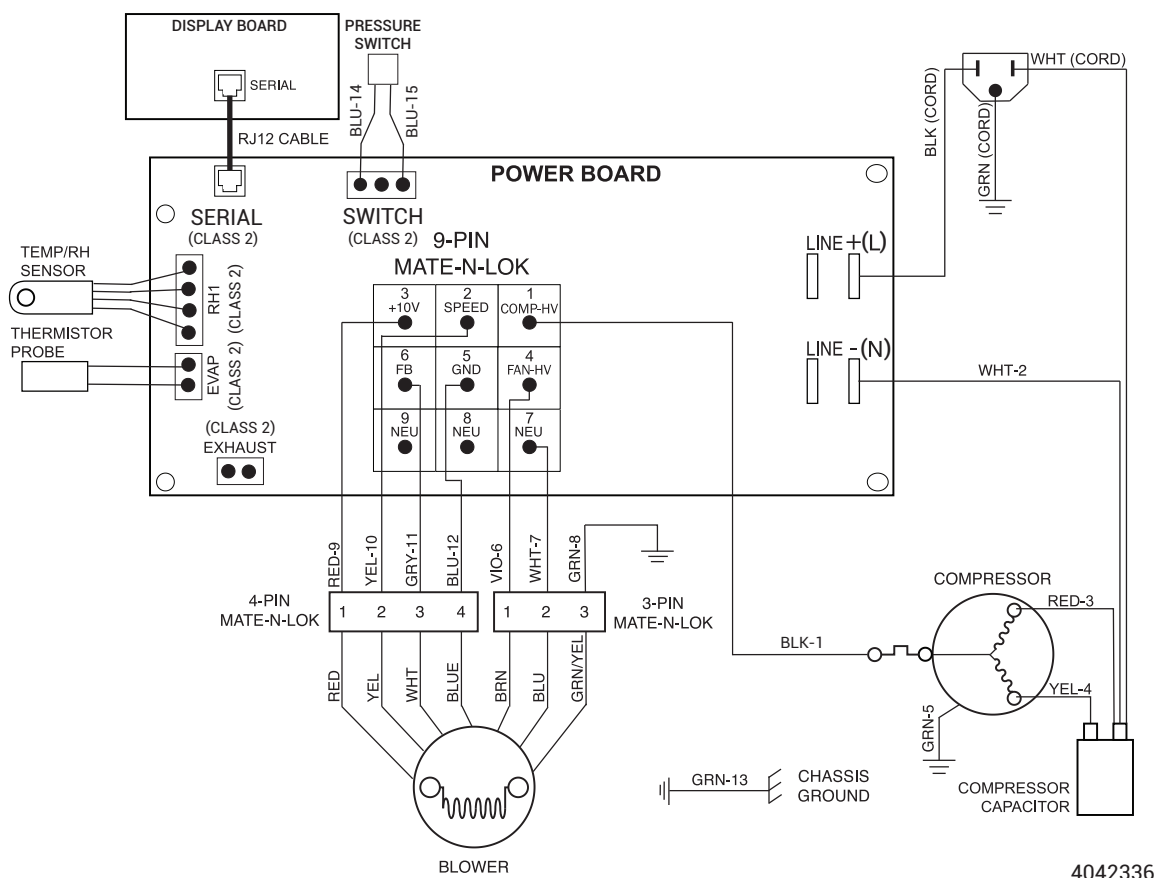 DISPLAY BOARD
SERIAL
RJ12 CABLE
PRESSURE
SWITCH
BLU-14
BLU-15
BLK (CORD)
WHT (CORD)
GRN (CORD)
POWER BOARD
SERIAL
(CLASS 2)
SWITCH
(CLASS 2)
9-PIN
MATE-N-LOK
LINE +(L)
LINE -(N)
WHT-2
TEMP/RH
SENSOR
RH1
(CLASS 2)
THERMISTOR
PROBE
EVAP
(CLASS 2)
(CLASS 2)
EXHAUST
3
+10V
2
SPEED
1
COMP-HV
6
FB
5
GND
4
FAN-HV
9
NEU
8
NEU
7
NEU
RED-9
YEL-10
GRY-11
BLU-12
VIO-6
WHT-7
GRN-8
4-PIN
MATE-N-LOK
1 2 3 4
1 2 3
3-PIN
MATE-N-LOK
RED
YEL
WHT
BLUE
BRN
BLU
GRN/YEL
BLOWER
BLK-1
COMPRESSOR
RED-3
YEL-4
GRN-5
GRN-13
CHASSIS
GROUND
COMPRESSOR
CAPACITOR
4042336